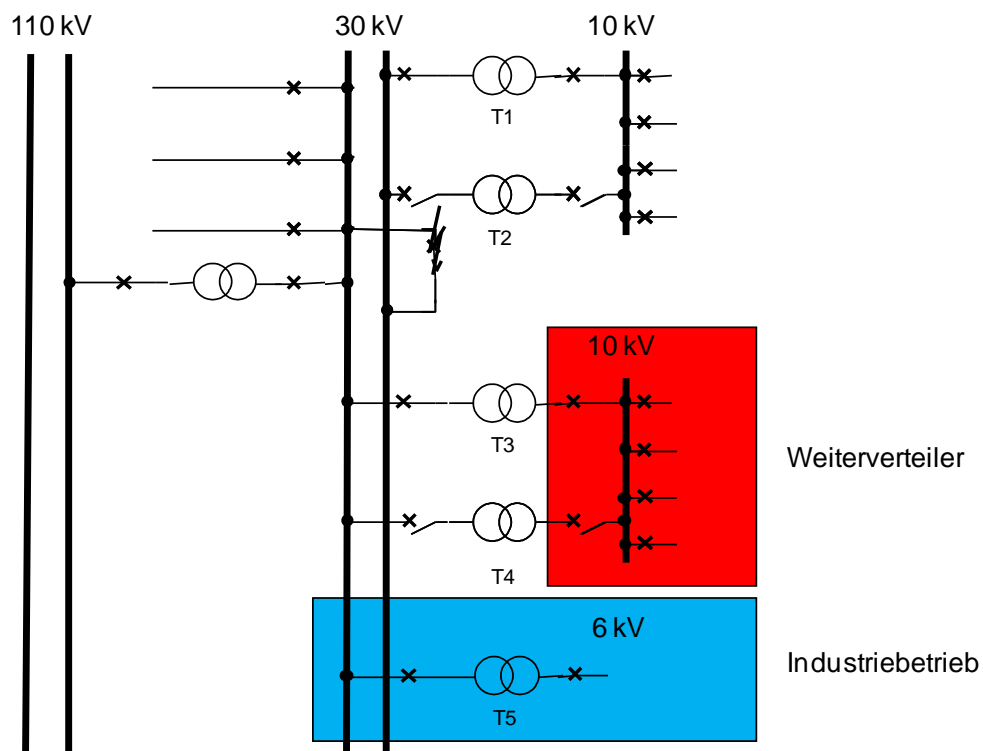 110 kV
30 kV
10 kV
T1
T2
10 kV
T3
Weiterverteiler
T4
6 kV
Industriebetrieb
T5